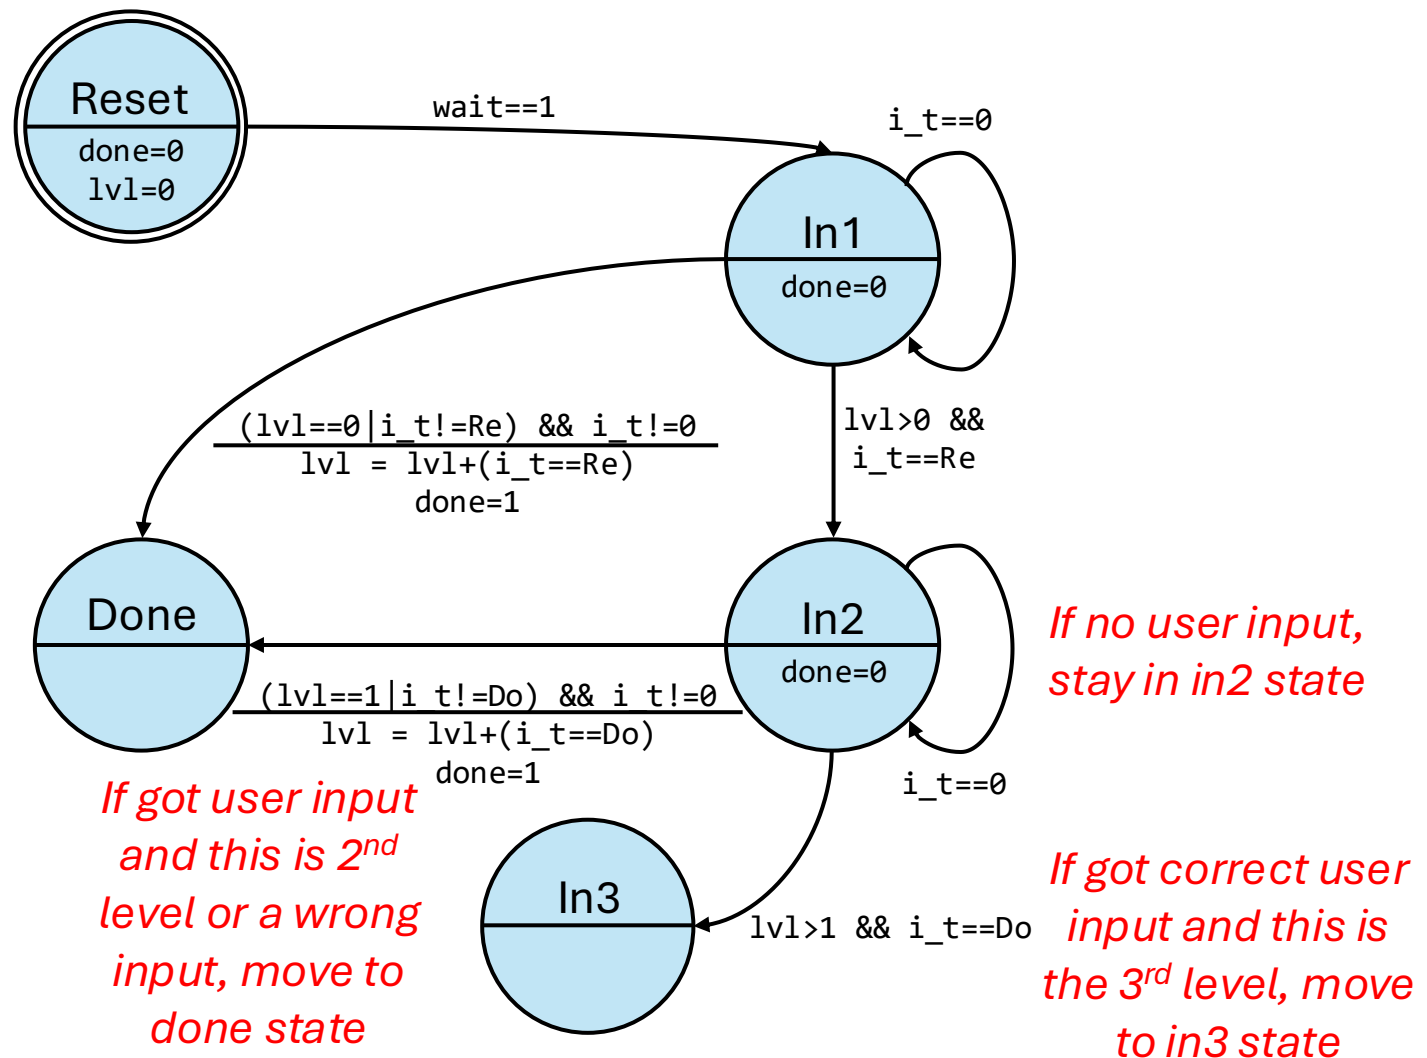 Reset
done=0
lvl=0
wait==1
i_t==0
In1
done=0
(lvl==0|i_t!=Re) && i_t!=0
lvl = lvl+(i_t==Re)
done=1
lvl>0 &&
i_t==Re
Done
In2
done=0
If no user input,
stay in in2 state
(lvl==1|i_t!=Do) && i_t!=0
lvl = lvl+(i_t==Do)
done=1
i_t==0
If got user input
and this is 2nd
level or a wrong
input, move to
done state
In3
lvl>1 && i_t==Do
If got correct user
input and this is
the 3rd level, move
to in3 state